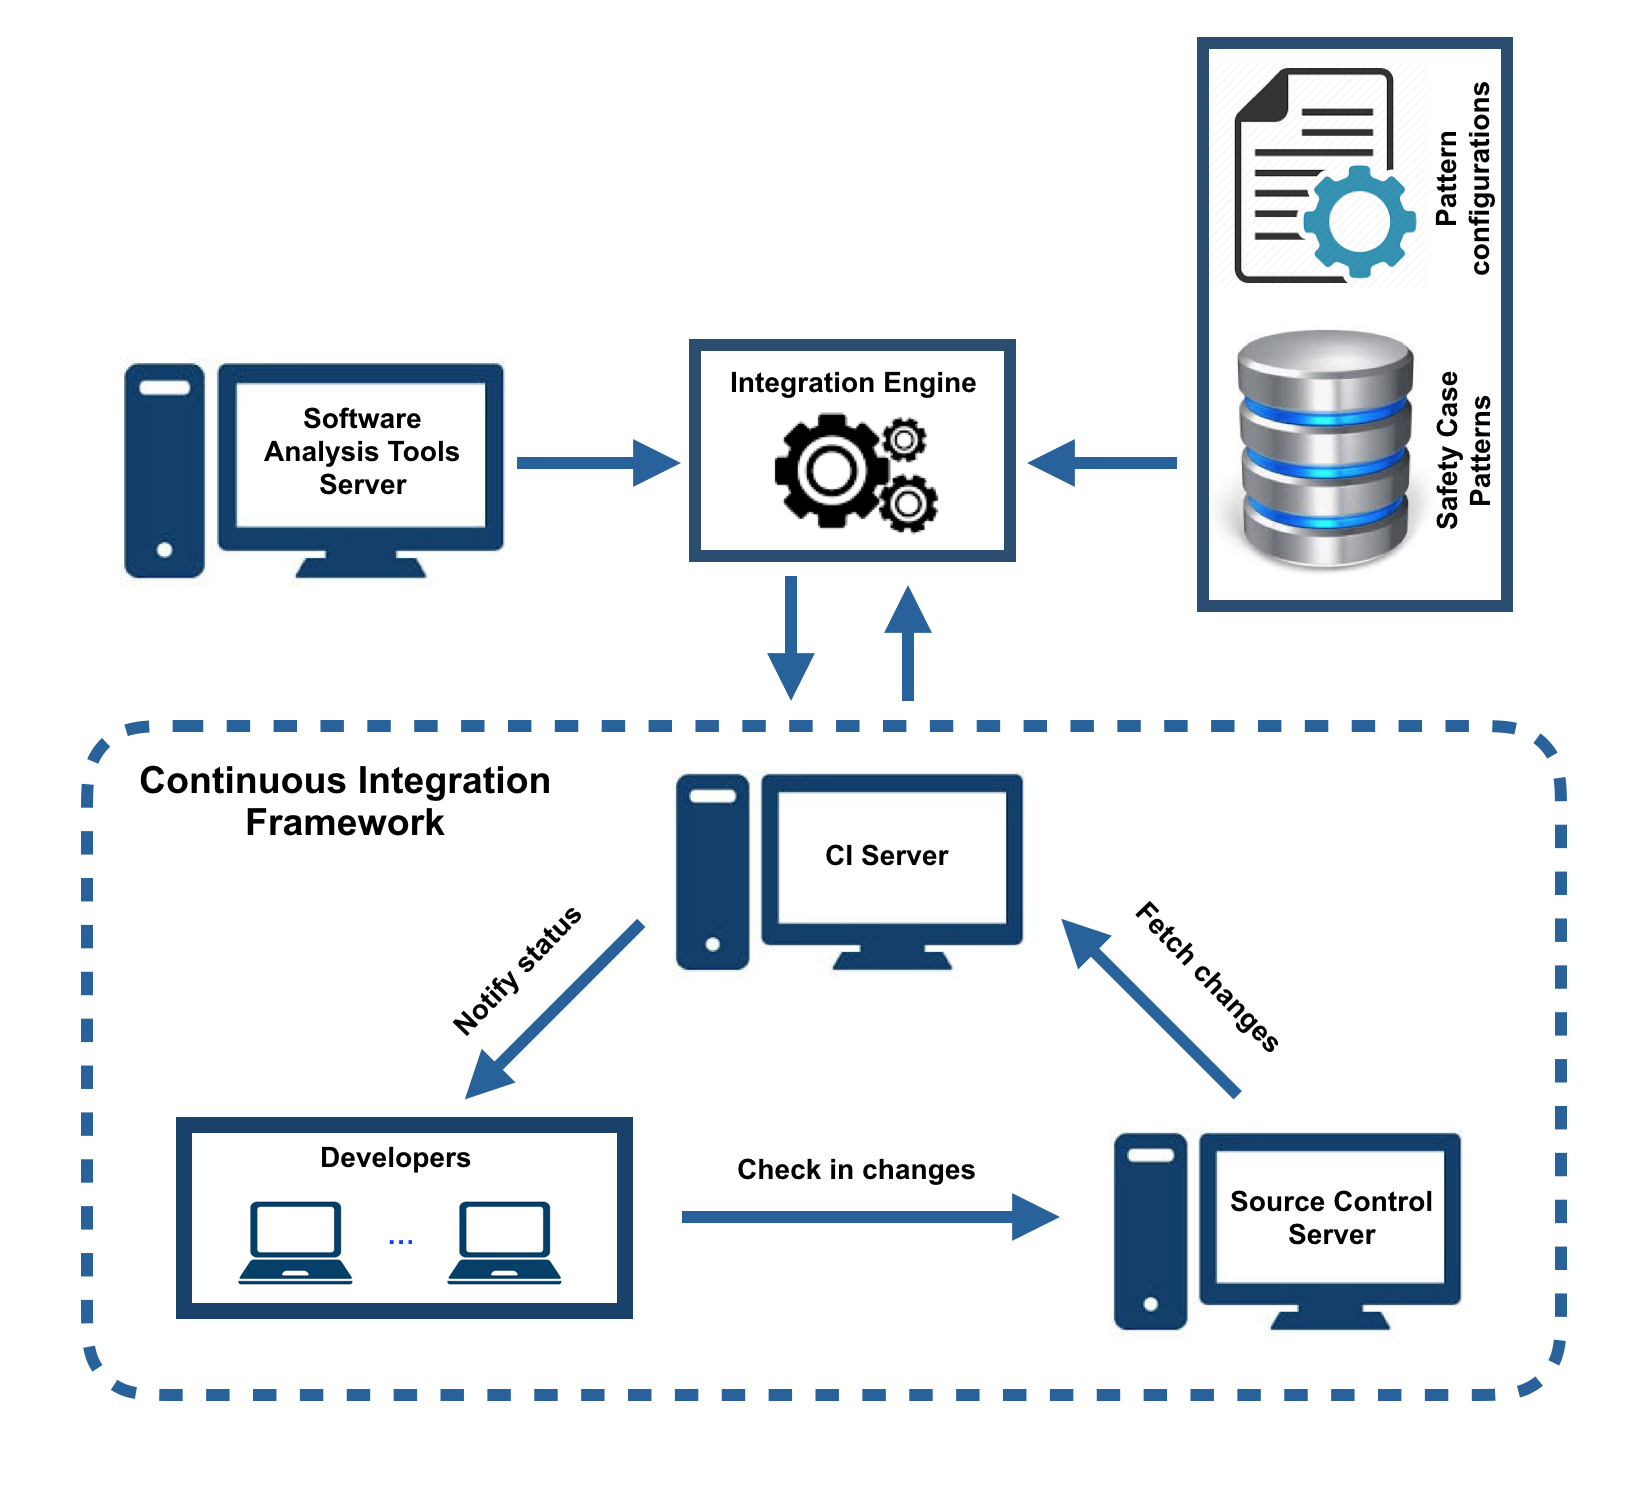 Pattern
configurations
Software
Analysis Tools
Server
Integration Engine
Safety Case
Patterns
Continuous Integration
Framework
CI Server
Notify status
Fetch changes
Developers
...
Check in changes
Source Control
Server